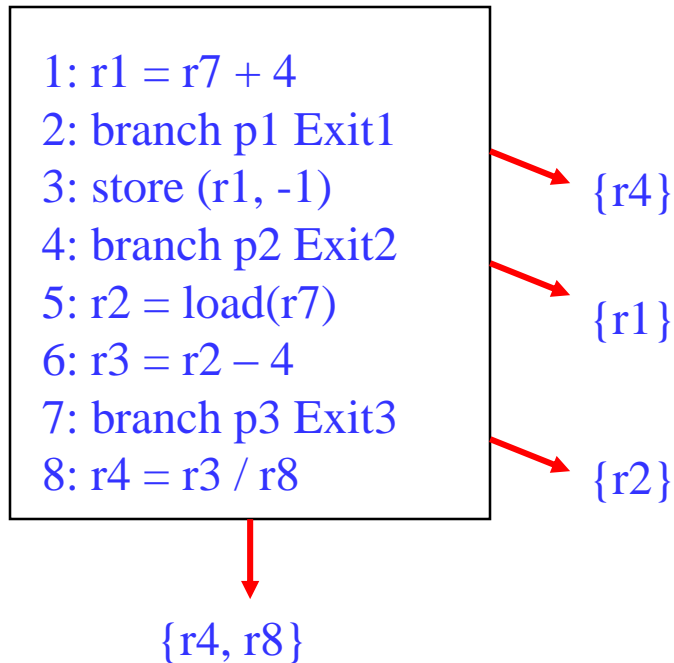 1: r1 = r7 + 4
2: branch p1 Exit1
3: store (r1, -1)
4: branch p2 Exit2
5: r2 = load(r7)
6: r3 = r2 – 4
7: branch p3 Exit3
8: r4 = r3 / r8
{r4}
{r1}
{r2}
{r4, r8}